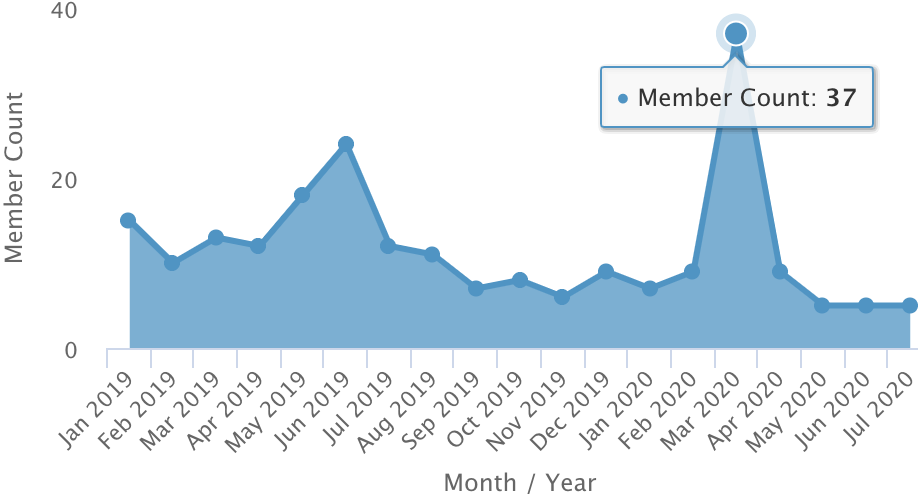 40
Member Count: 37
20
0
Member Count
Jan 2019
Feb 2019
Mar 2019
Apr 2019
May 2019
Jun 2019
Jul 2019
Aug 2019
Sep 2019
Oct 2019
Nov 2019
Dec 2019
Jan 2020
Feb 2020
Mar 2020
Apr 2020
May 2020
Jun 2020
Jul 2020
Month / Year